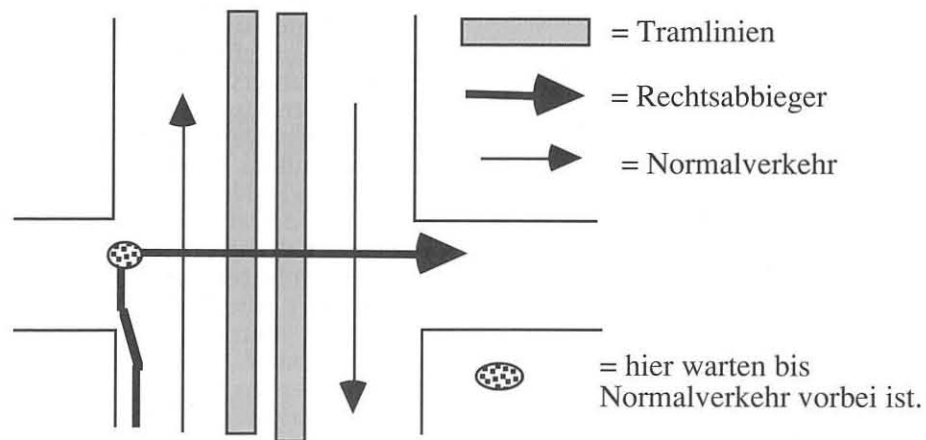 = Tramlinien
= Rechtsabbieger
= Normalverkehr
= hier warten bis
Normalverkehr vorbei ist.